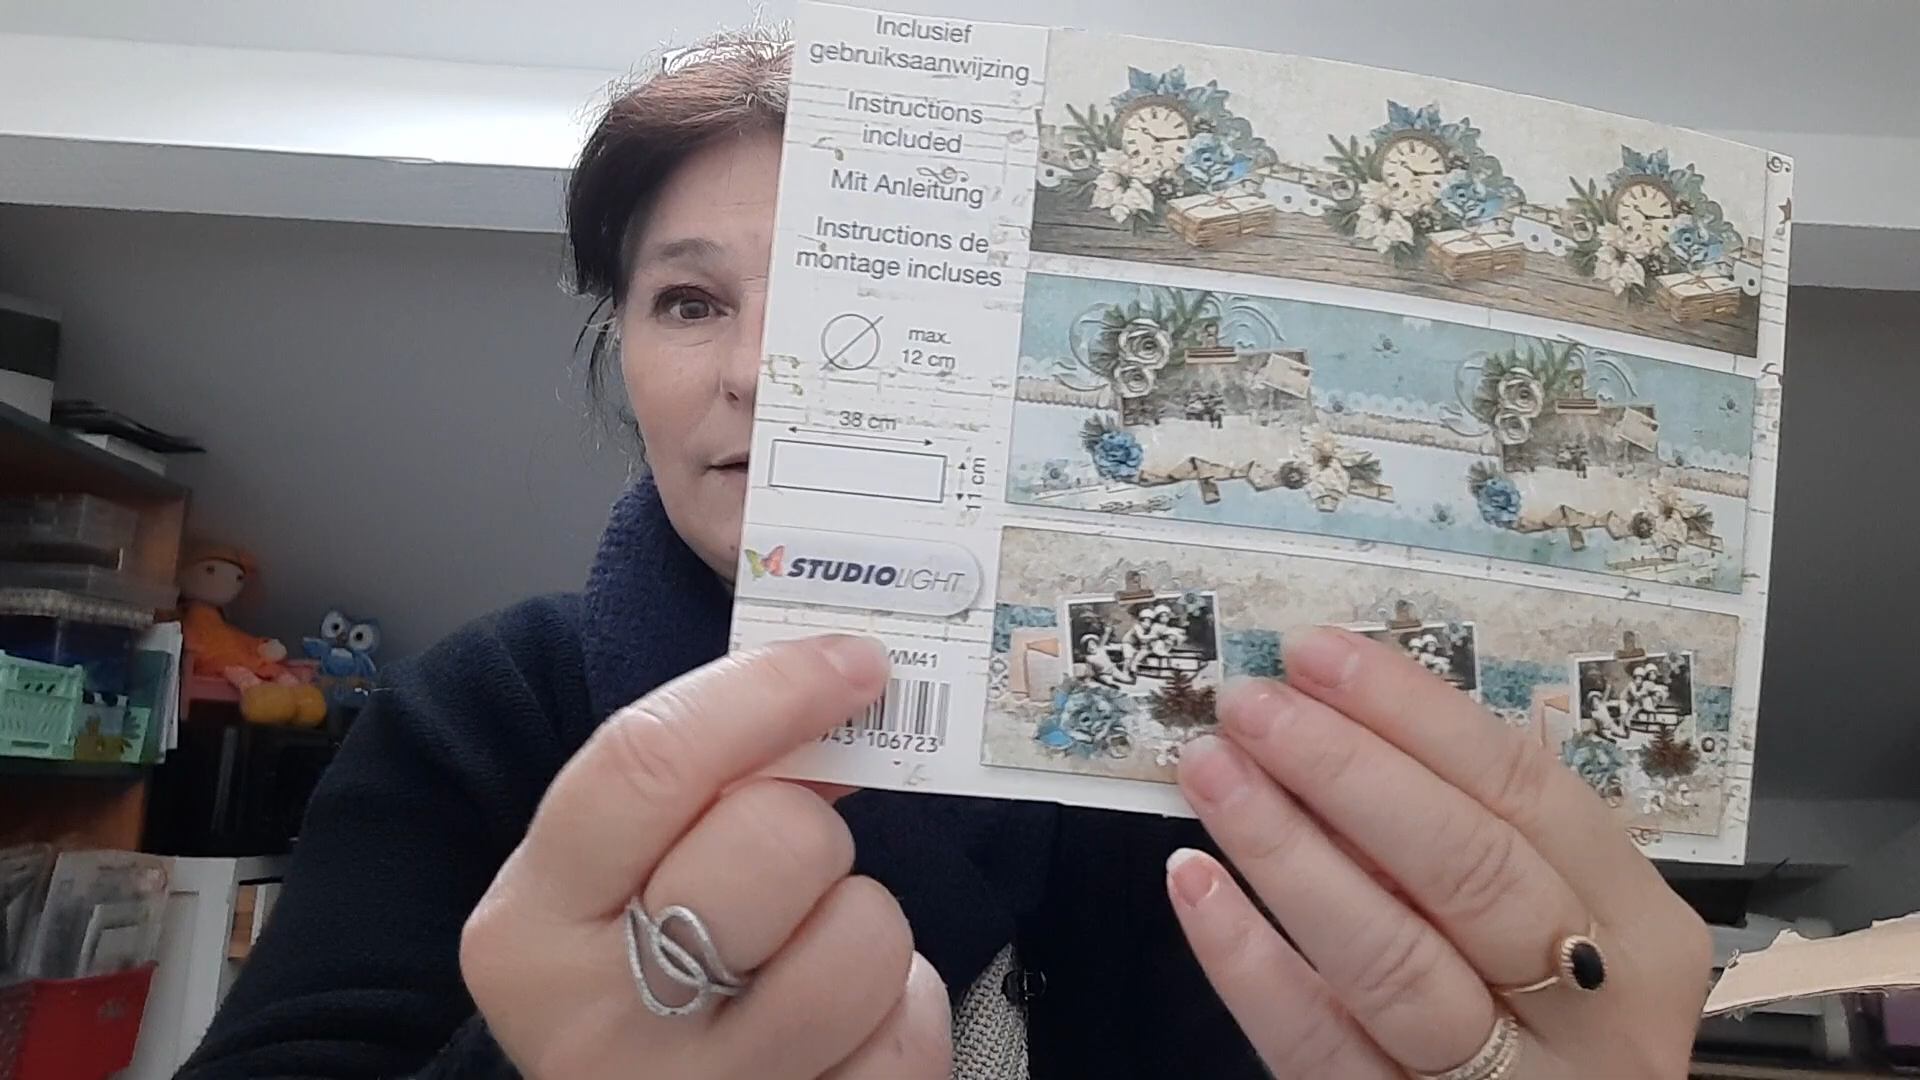 Inclusief
gebruiksaanwijzing
Instructions
included
Mit Anleitung
Instructions de
montage incluses
max.
12 cm
38 cm
11 cm
STUDIOLIGHT
WM41
943 106723